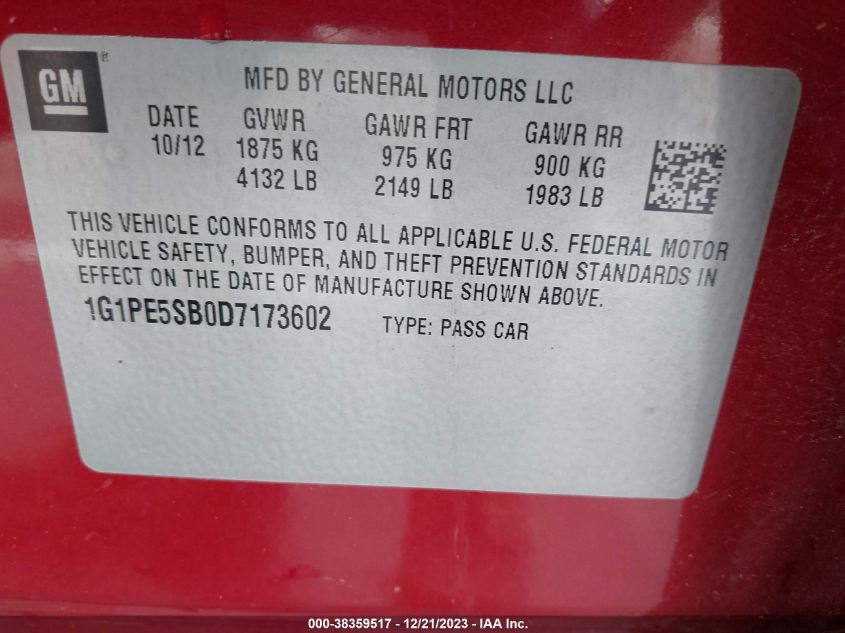 GM ®
MFD BY GENERAL MOTORS LLC
DATE GVWR GAWR FRT GAWR RR
10/12 1875 KG 975 KG 900 KG
4132 LB 2149 LB 1983 LB
THIS VEHICLE CONFORMS TO ALL APPLICABLE U.S. FEDERAL MOTOR
VEHICLE SAFETY, BUMPER, AND THEFT PREVENTION STANDARDS IN
EFFECT ON THE DATE OF MANUFACTURE SHOWN ABOVE.
1G1PE5SB0D7173602 TYPE: PASS CAR
000-38359517 - 12/21/2023 - IAA Inc.